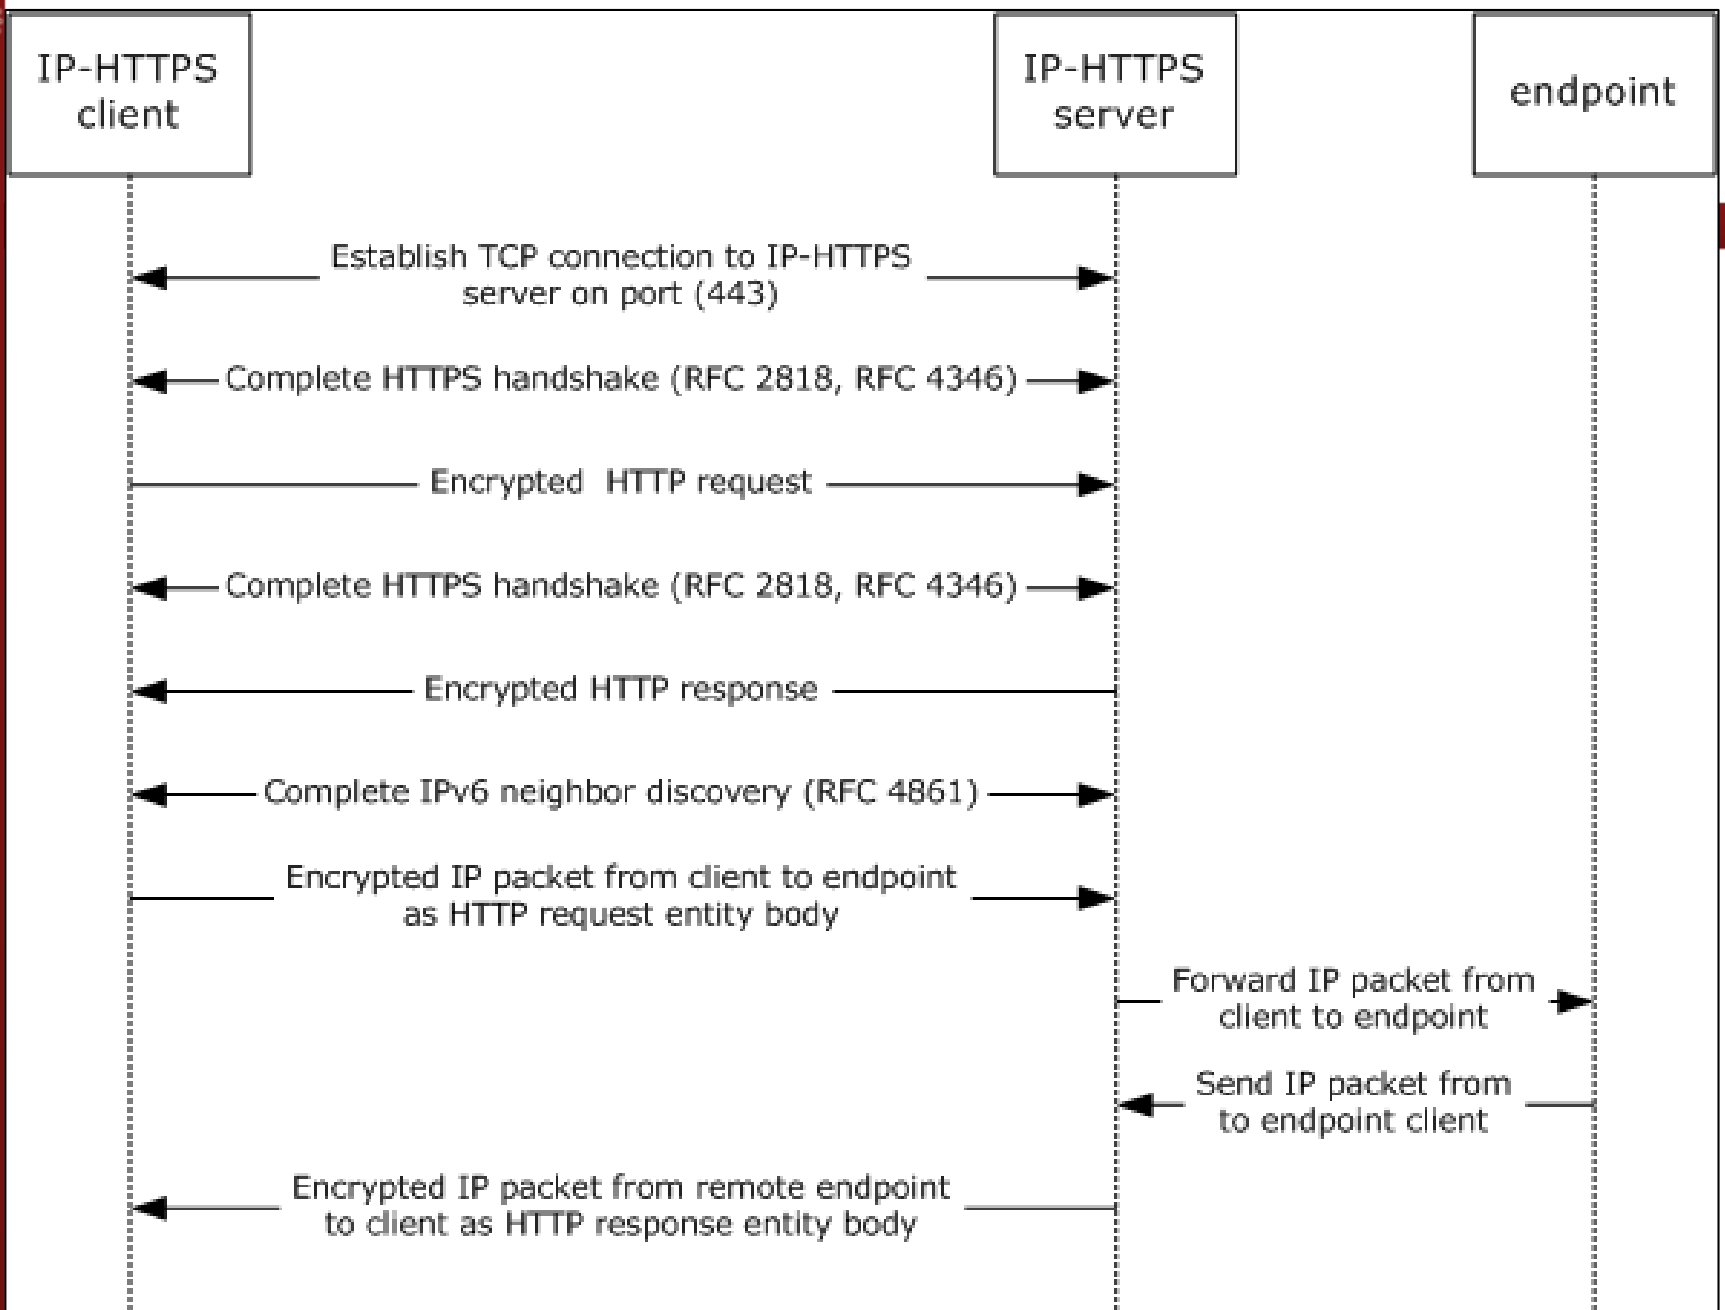 IP-HTTPS
client
IP-HTTPS
server
endpoint
Establish TCP connection to IP-HTTPS
server on port (443)
Complete HTTPS handshake (RFC 2818, RFC 4346)
Encrypted HTTP request
Complete HTTPS handshake (RFC 2818, RFC 4346)
Encrypted HTTP response
Complete IPv6 neighbor discovery (RFC 4861)
Encrypted IP packet from client to endpoint
as HTTP request entity body
Forward IP packet from
client to endpoint
Send IP packet from
to endpoint client
Encrypted IP packet from remote endpoint
to client as HTTP response entity body